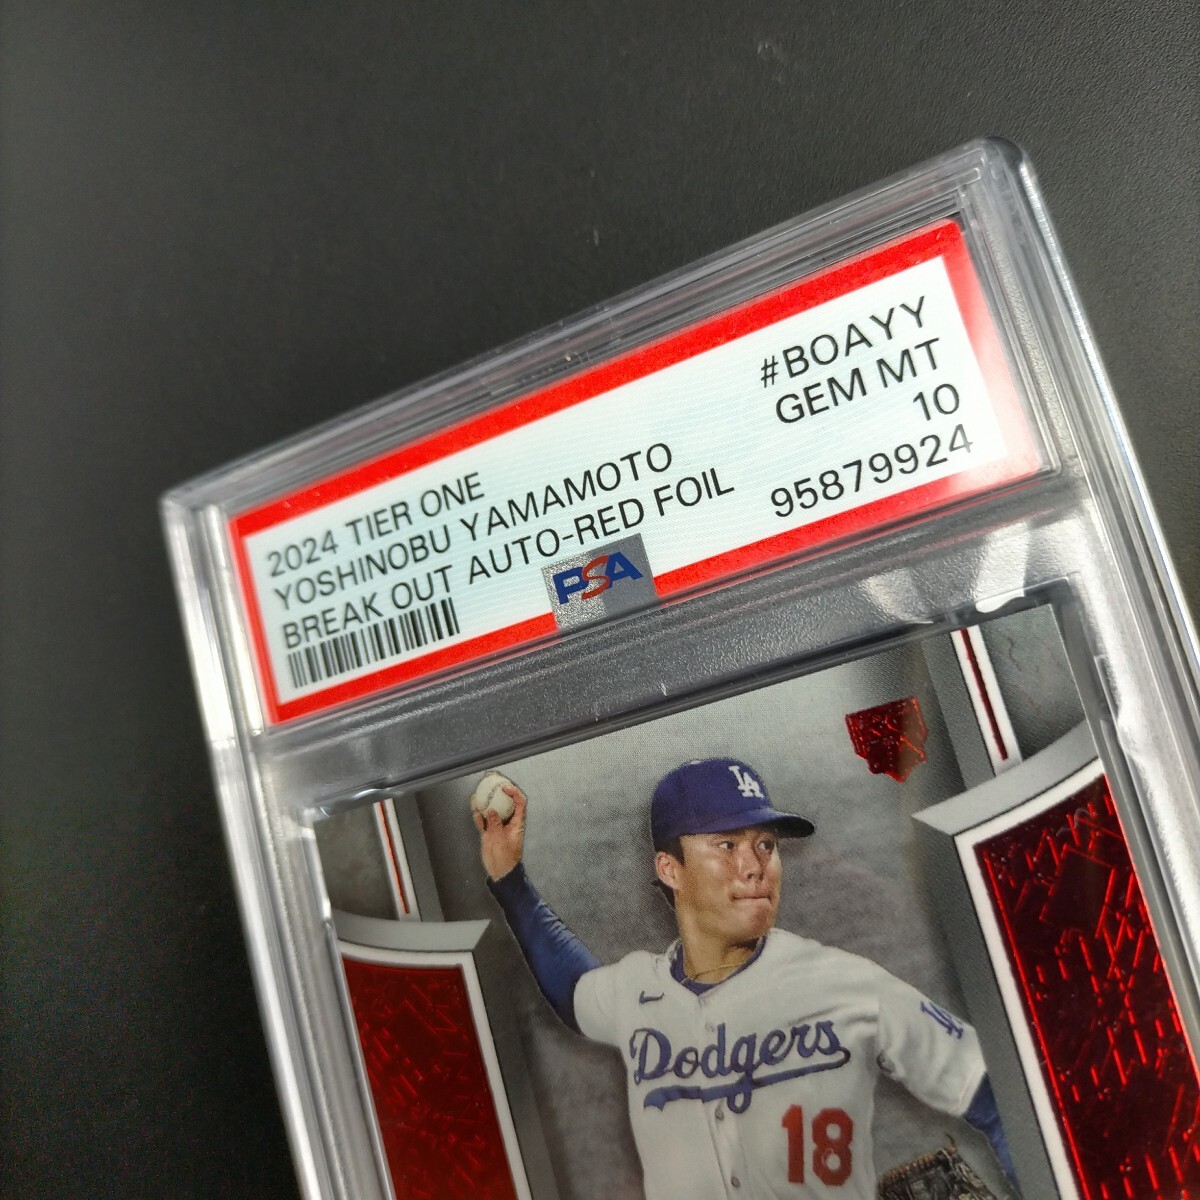 2024 TIER ONE
#BOAYY
YOSHINOBU YAMAMOTO
GEM MT
BREAK OUT AUTO-RED FOIL
10
95879924
PSA
LA
Dodgers
18
LA